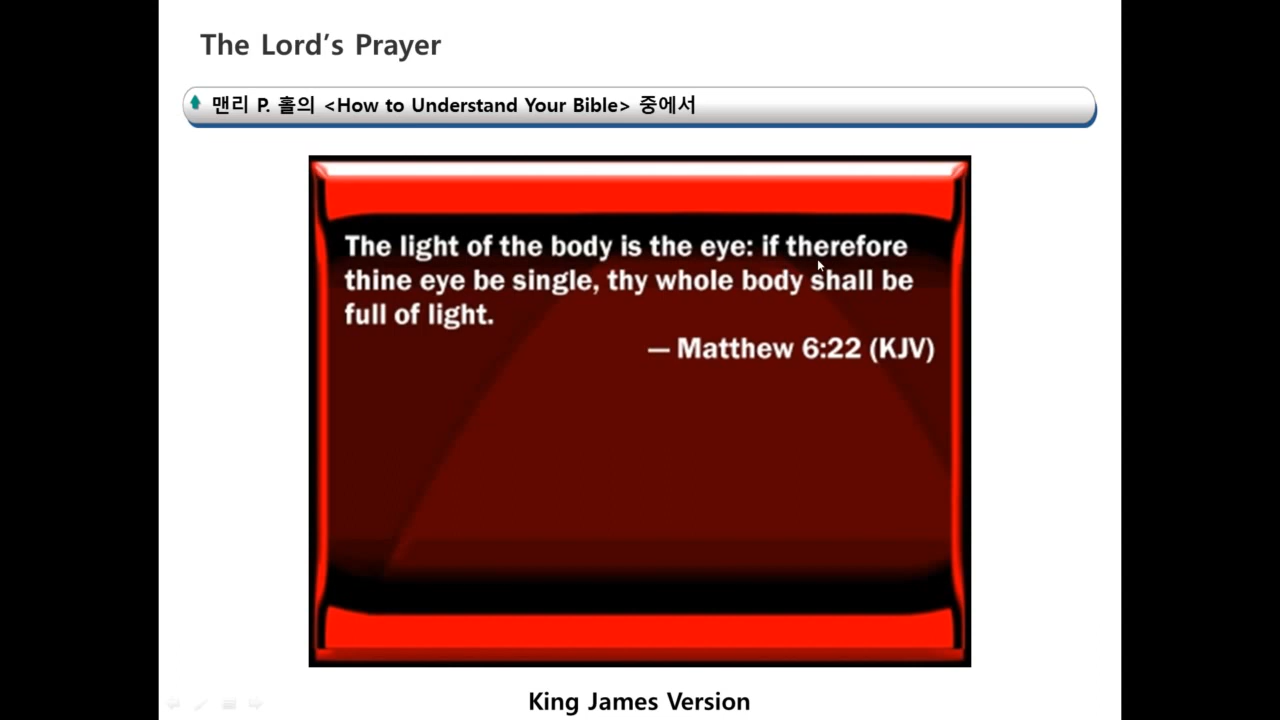 The Lord’s Prayer
맨리 P. 홀의 <How to Understand Your Bible> 중에서
The light of the body is the eye: if therefore
thine eye be single, thy whole body shall be
full of light.
— Matthew 6:22 (KJV)
King James Version